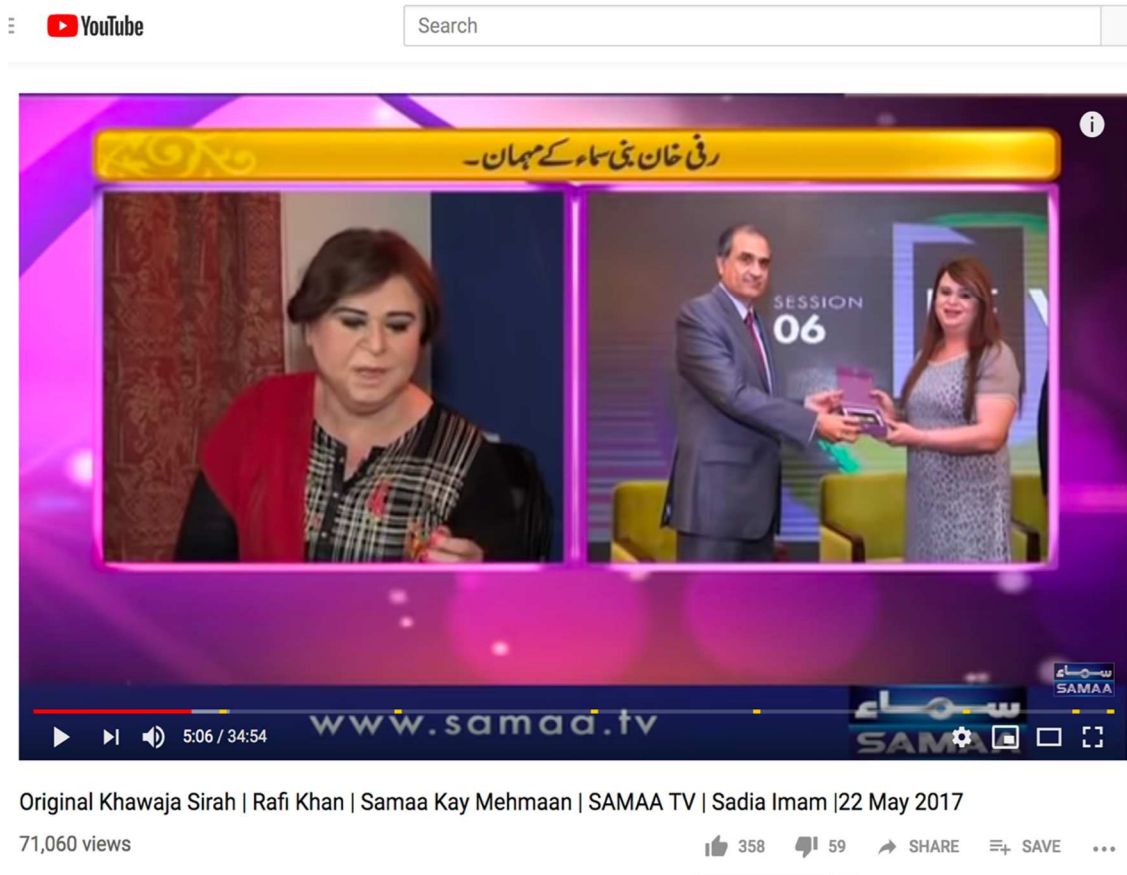 YouTube
Search
رفی خان بنی سماء کے مہمان۔
SESSION
06
سماء
SAMAA
www.samaa.tv
سماء
SAMAA
5:06 / 34:54
Original Khawaja Sirah | Rafi Khan | Samaa Kay Mehmaan | SAMAA TV | Sadia Imam |22 May 2017
71,060 views
358
59
SHARE
SAVE